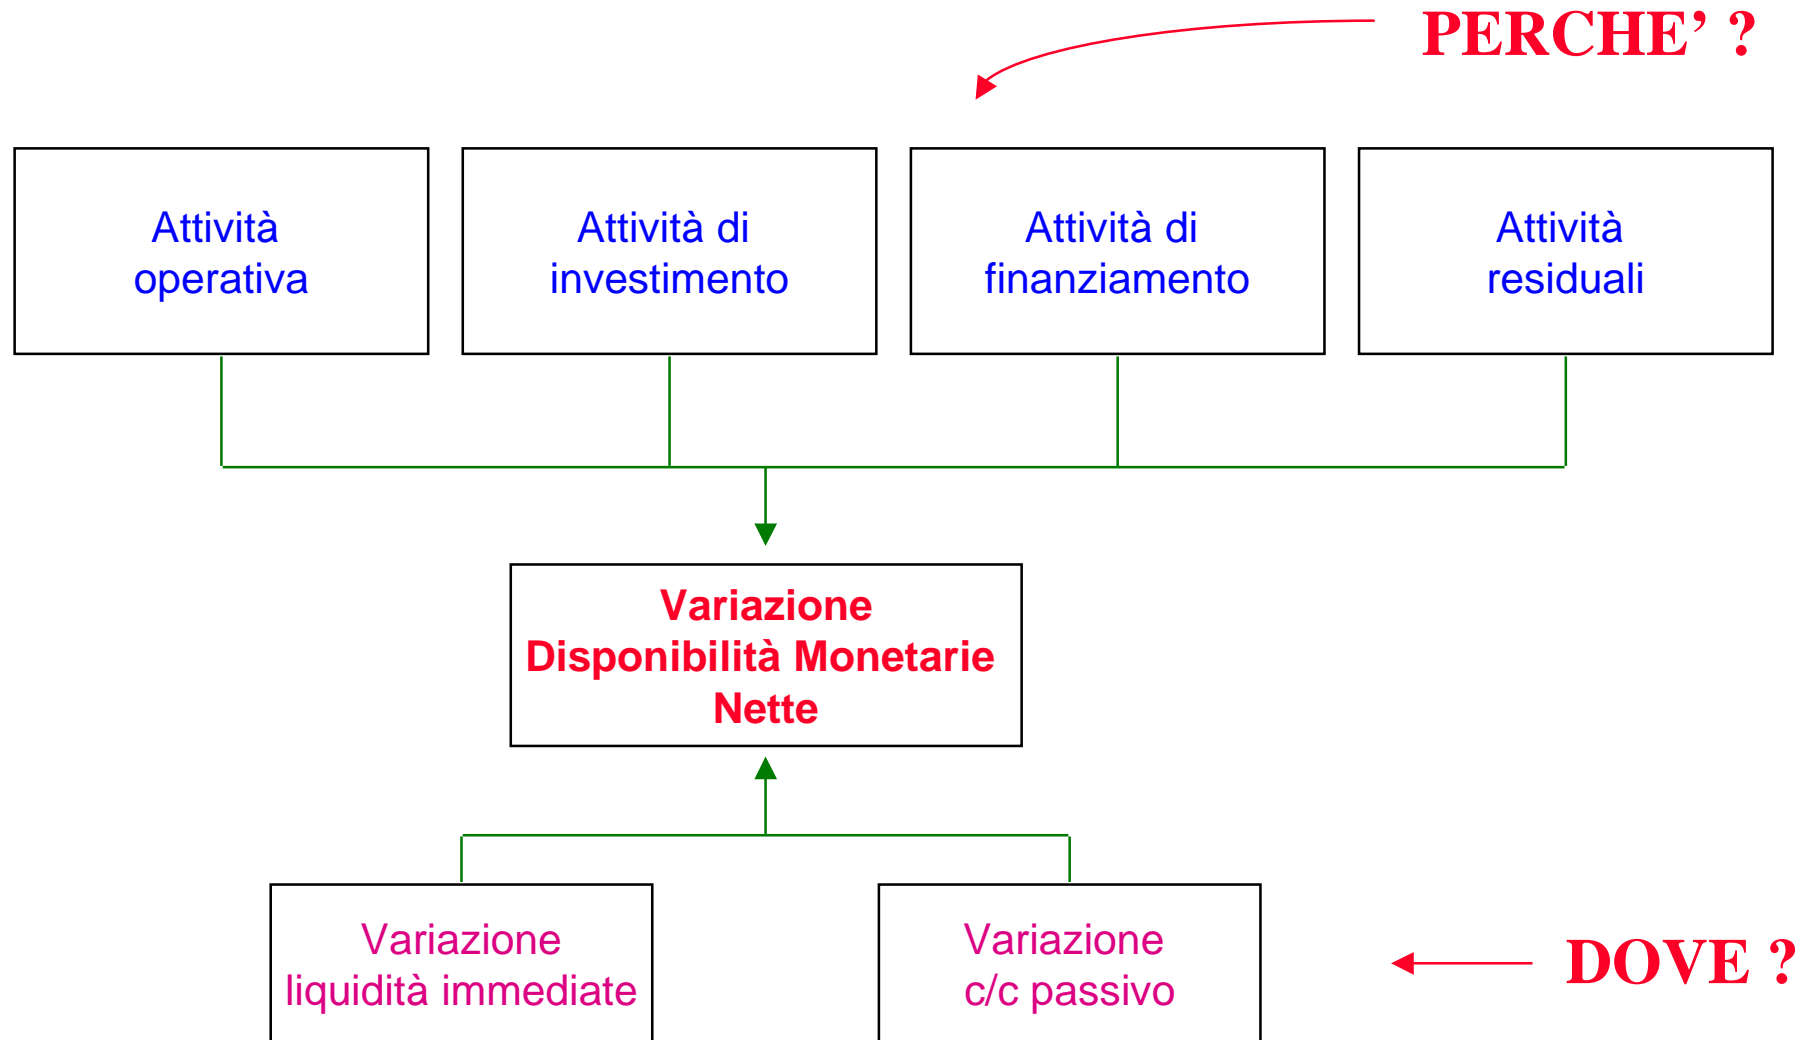 PERCHE’ ?
Attività
operativa
Attività di
investimento
Attività di
finanziamento
Attività
residuali
Variazione
Disponibilità Monetarie
Nette
Variazione
liquidità immediate
Variazione
c/c passivo
DOVE ?